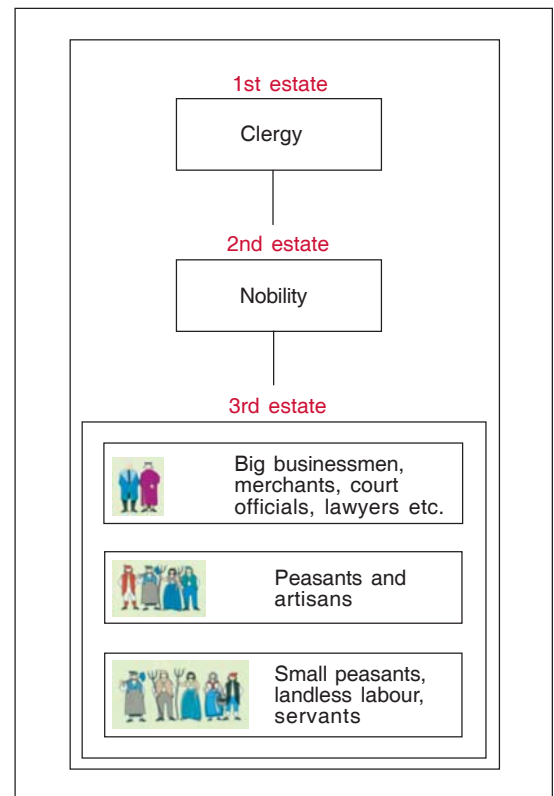 1st estate
Clergy
2nd estate
Nobility
3rd estate
Big businessmen,
merchants, court
officials, lawyers etc.
Peasants and
artisans
Small peasants,
landless labour,
servants